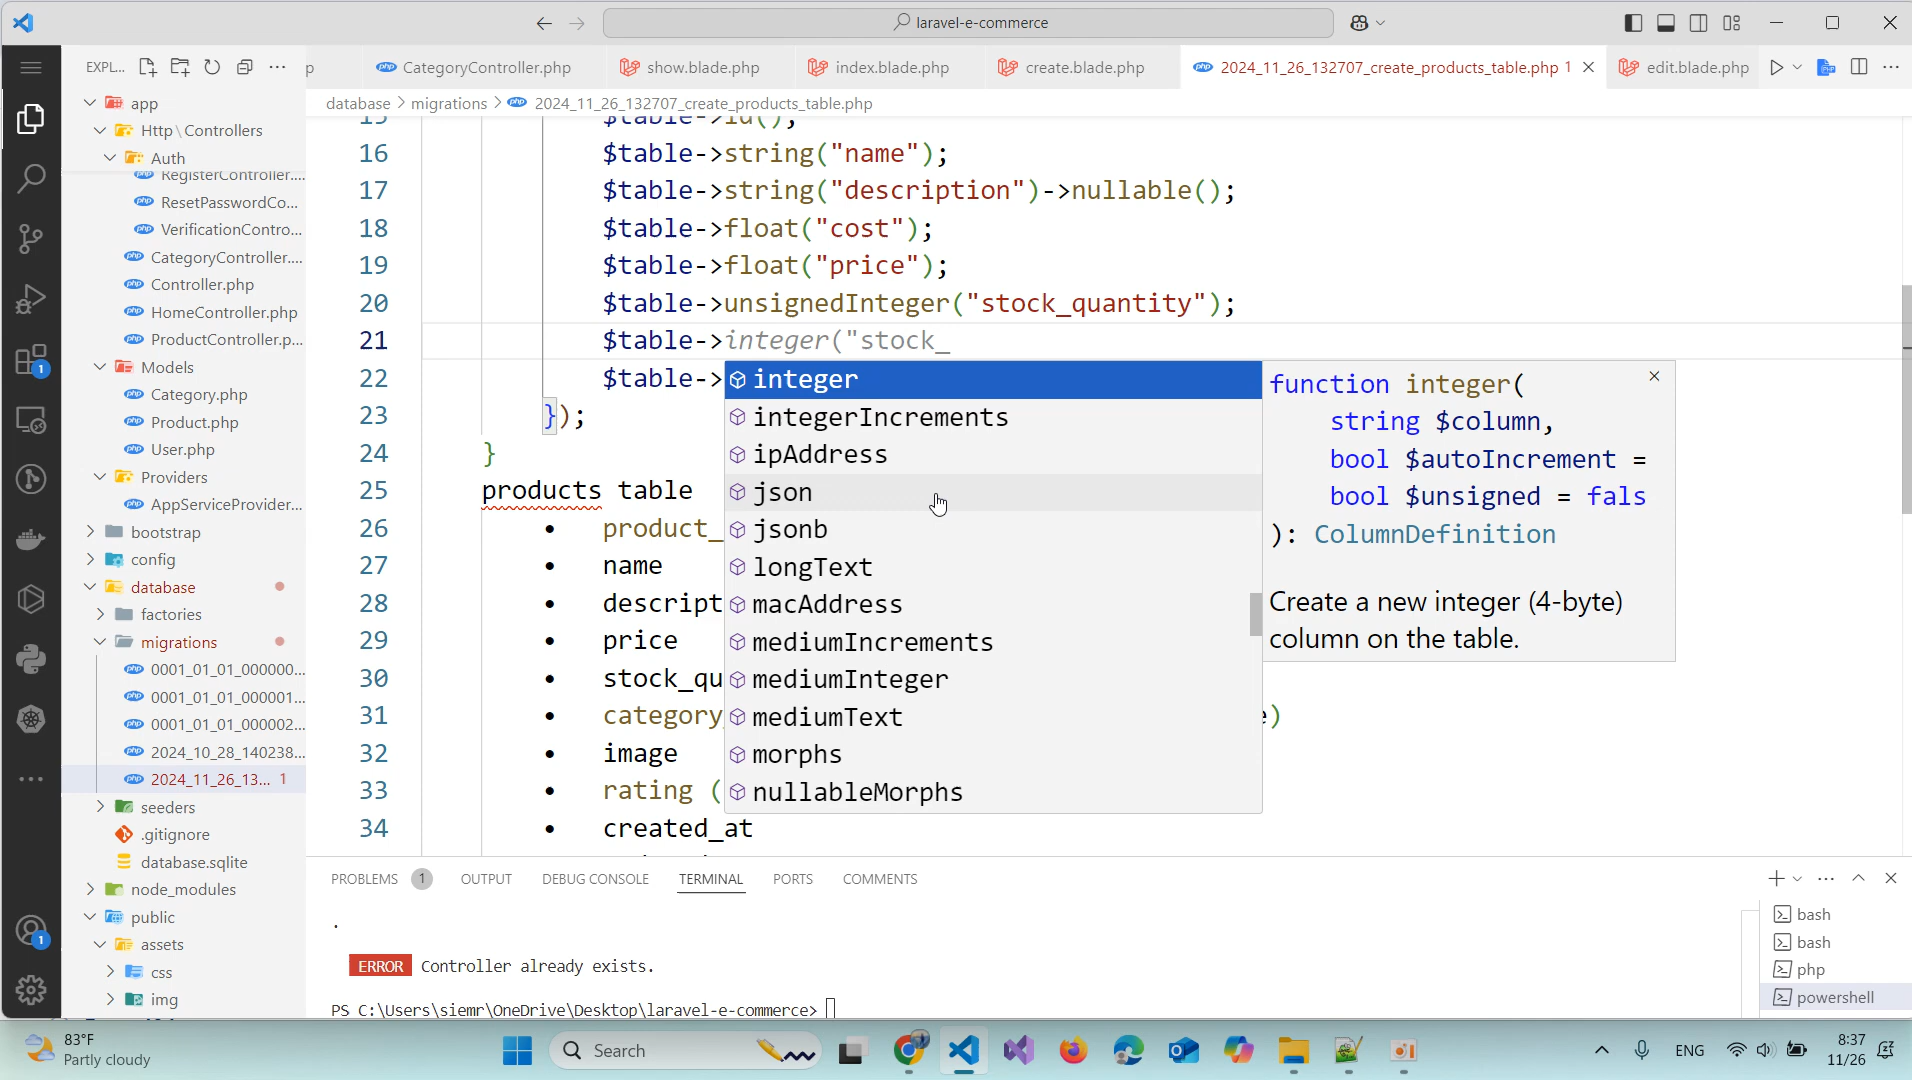 laravel-e-commerce
EXPL...
p
CategoryController.php
show.blade.php
index.blade.php
create.blade.php
2024_11_26_132707_create_products_table.php 1
edit.blade.php
database > migrations > 2024_11_26_132707_create_products_table.php
app
Http\Controllers
Auth
RegisterController....
ResetPasswordCo...
VerificationContro...
CategoryController....
Controller.php
HomeController.php
ProductController.p...
Models
Category.php
Product.php
User.php
Providers
AppServiceProvider...
bootstrap
config
database
factories
migrations
0001_01_01_000000...
0001_01_01_000001...
0001_01_01_000002...
2024_10_28_140238...
2024_11_26_13... 1
seeders
.gitignore
database.sqlite
node_modules
public
assets
css
img
15 $table->id();
16 $table->string("name");
17 $table->string("description")->nullable();
18 $table->float("cost");
19 $table->float("price");
20 $table->unsignedInteger("stock_quantity");
21 $table->integer("stock_
22 $table->
23 });
24 }
25 products table
26 • product_
27 • name
28 • descript
29 • price
30 • stock_qu
31 • category )
32 • image
33 • rating (
34 • created_at
integer
integerIncrements
ipAddress
json
jsonb
longText
macAddress
mediumIncrements
mediumInteger
mediumText
morphs
nullableMorphs
function integer(
string $column,
bool $autoIncrement =
bool $unsigned = fals
): ColumnDefinition
Create a new integer (4-byte)
column on the table.
PROBLEMS 1 OUTPUT DEBUG CONSOLE TERMINAL PORTS COMMENTS
.
ERROR Controller already exists.
PS C:\Users\siemr\OneDrive\Desktop\laravel-e-commerce>
bash
bash
php
powershell
1
1
83°F
Partly cloudy
Search
ENG
8:37
11/26